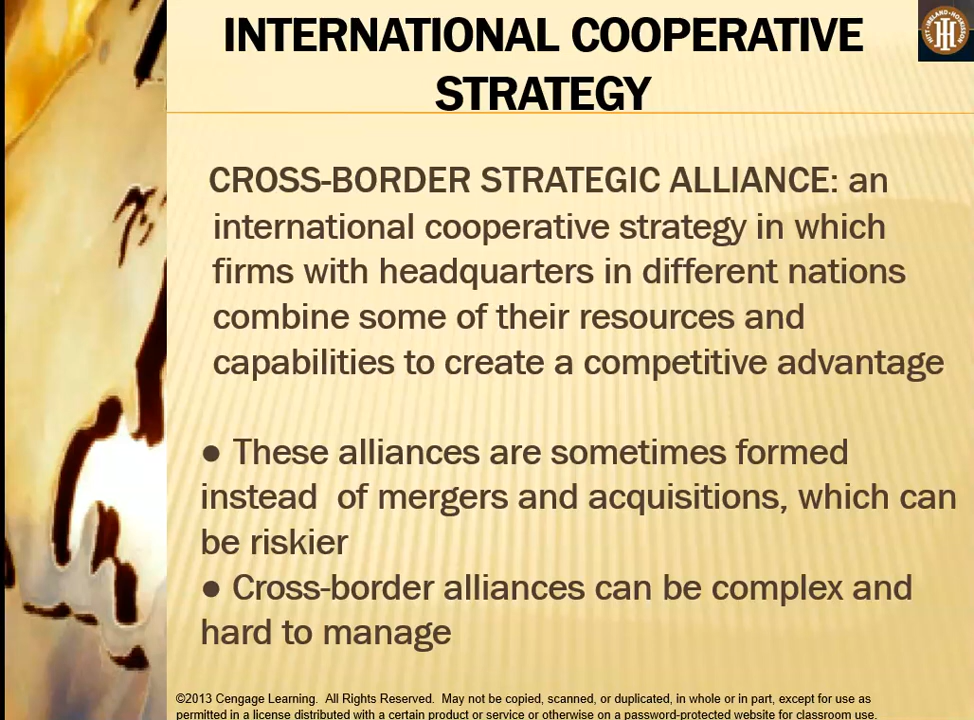 INTERNATIONAL COOPERATIVE
STRATEGY
HITT•IRELAND•HOSKISSON
CROSS-BORDER STRATEGIC ALLIANCE: an
international cooperative strategy in which
firms with headquarters in different nations
combine some of their resources and
capabilities to create a competitive advantage
● These alliances are sometimes formed
instead  of mergers and acquisitions, which can
be riskier
● Cross-border alliances can be complex and
hard to manage
©2013 Cengage Learning.  All Rights Reserved.  May not be copied, scanned, or duplicated, in whole or in part, except for use as
permitted in a license distributed with a certain product or service or otherwise on a password-protected website for classroom use.